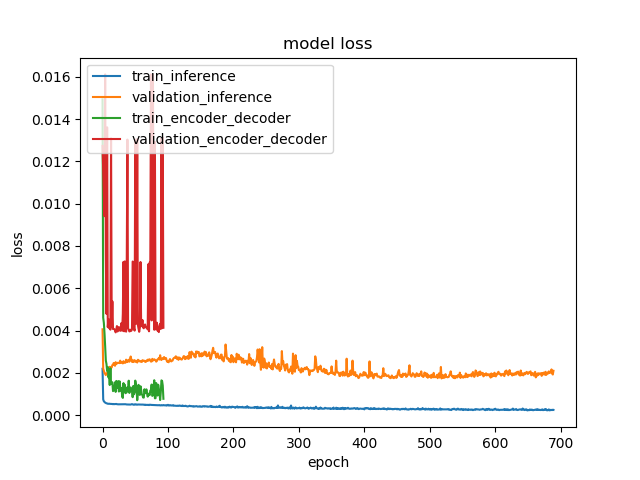 model loss
train_inference
validation_inference
train_encoder_decoder
validation_encoder_decoder
loss
0.016
0.014
0.012
0.010
0.008
0.006
0.004
0.002
0.000
0 100 200 300 400 500 600 700
epoch